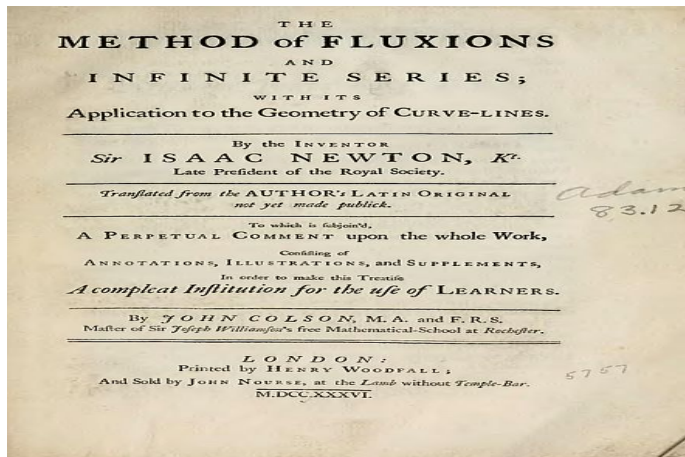 THE
METHOD of FLUXIONS
AND
INFINITE SERIES;
WITH ITS
Application to the Geometry of CURVE-LINES.
By the INVENTOR
Sir ISAAC NEWTON, Kt.
Late Preſident of the Royal Society.
Tranſlated from the AUTHOR's LATIN ORIGINAL
not yet made publick.
To which is ſubjoin'd,
A PERPETUAL COMMENT upon the whole Work,
Conſiſting of
ANNOTATIONS, ILLUSTRATIONS, and SUPPLEMENTS,
In order to make this Treatiſe
A compleat Inſtitution for the uſe of LEARNERS.
By JOHN COLSON, M. A. and F. R. S.
Maſter of Sir Joſeph Williamſon's free Mathematical-School at Rocheſter.
LONDON:
Printed by HENRY WOODFALL;
And Sold by JOHN NOURSE, at the Lamb without Temple-Bar.
M.DCC.XXXVI.
Adam
83.12
5757